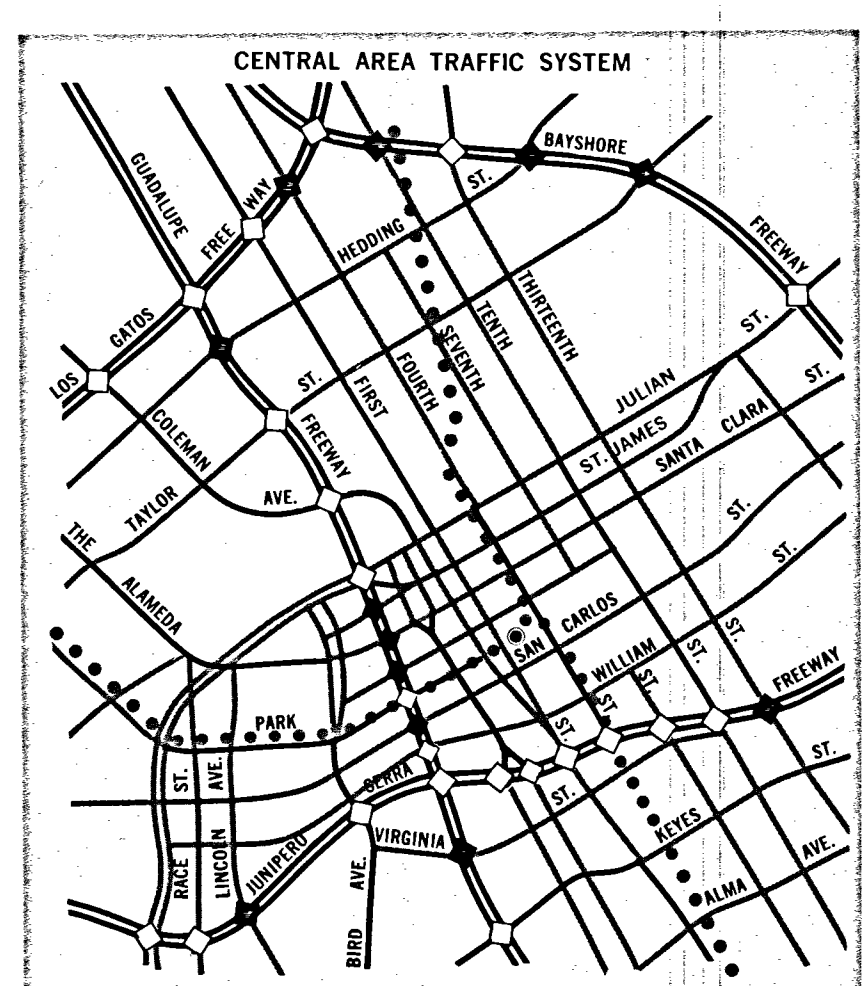 CENTRAL AREA TRAFFIC SYSTEM
BAYSHORE
FREEWAY
GUADALUPE
FREEWAY
LOS GATOS FREE WAY
HEDDING ST.
TAYLOR ST.
COLEMAN AVE.
FIRST ST.
FOURTH
SEVENTH ST.
TENTH ST.
THIRTEENTH ST.
ST.
JULIAN ST.
ST. JAMES
SANTA CLARA ST.
THE ALAMEDA
SAN CARLOS ST.
WILLIAM ST.
PARK
RACE ST.
LINCOLN AVE.
JUNIPERO SERRA
FREEWAY
BIRD AVE.
VIRGINIA ST.
KEYES ST.
ALMA AVE.